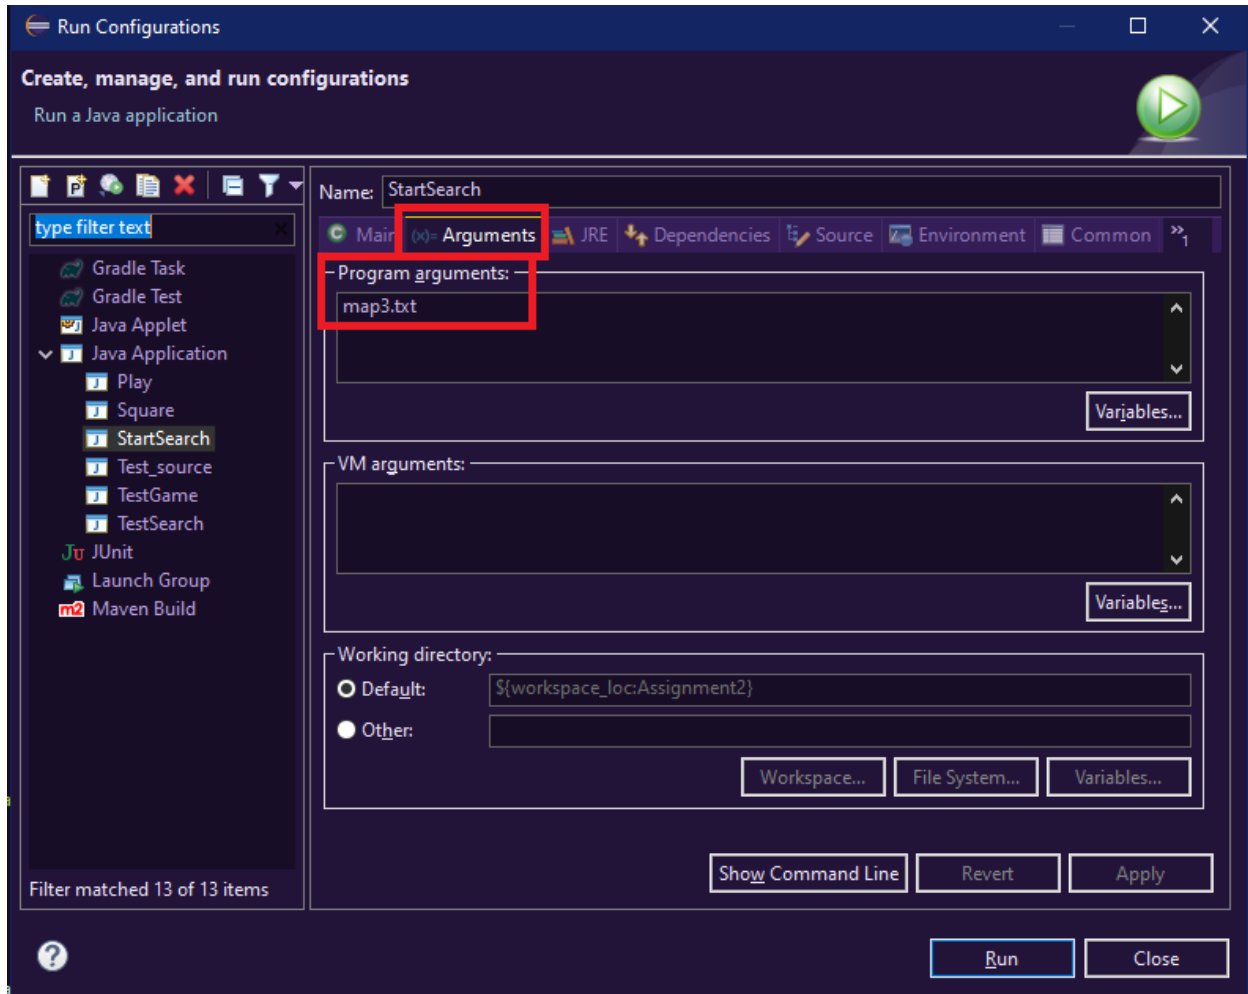 Run Configurations
Create, manage, and run configurations
Run a Java application
Name: StartSearch
type filter text
Main (x)= Arguments JRE Dependencies Source Environment Common »1
Gradle Task
Gradle Test
Java Applet
Java Application
Play
Square
StartSearch
Test_source
TestGame
TestSearch
JUnit
Launch Group
m2 Maven Build
Filter matched 13 of 13 items
Program arguments:
map3.txt
Variables...
VM arguments:
Variables...
Working directory:
Default: ${workspace_loc:Assignment2}
Other:
Workspace... File System... Variables...
Show Command Line Revert Apply
Run Close